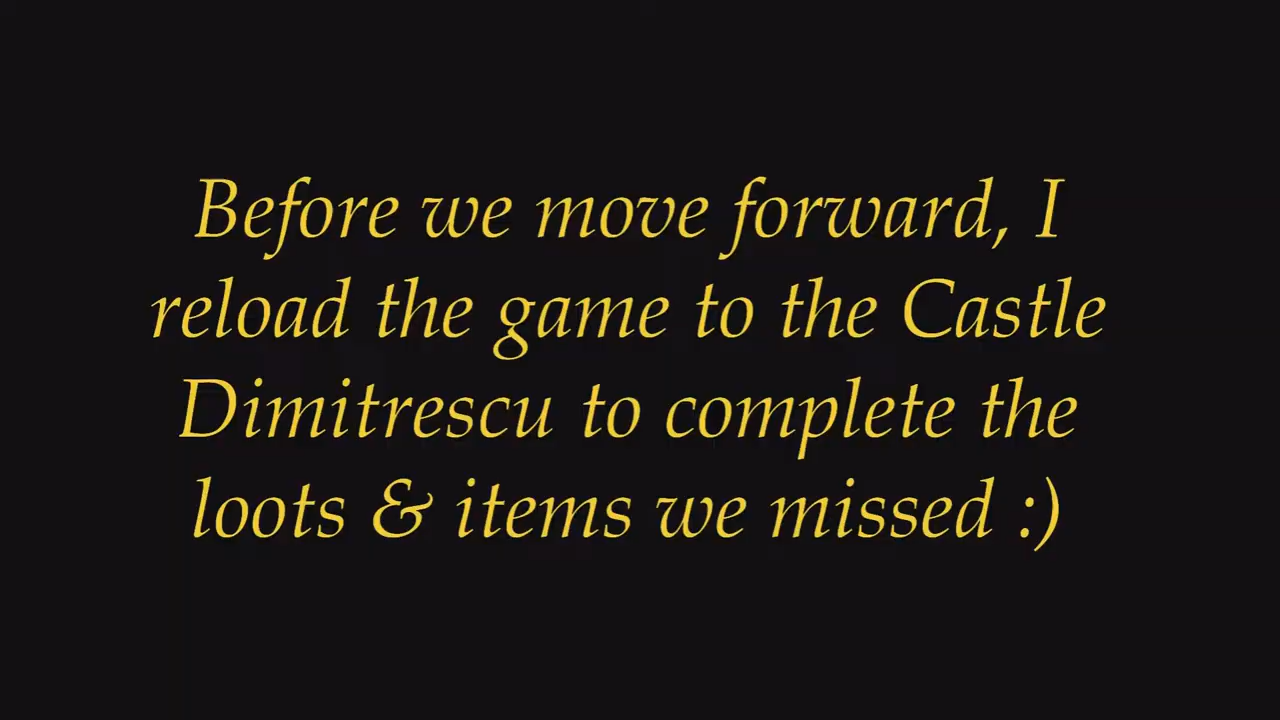 Before we move forward, I
reload the game to the Castle
Dimitrescu to complete the
loots & items we missed :)